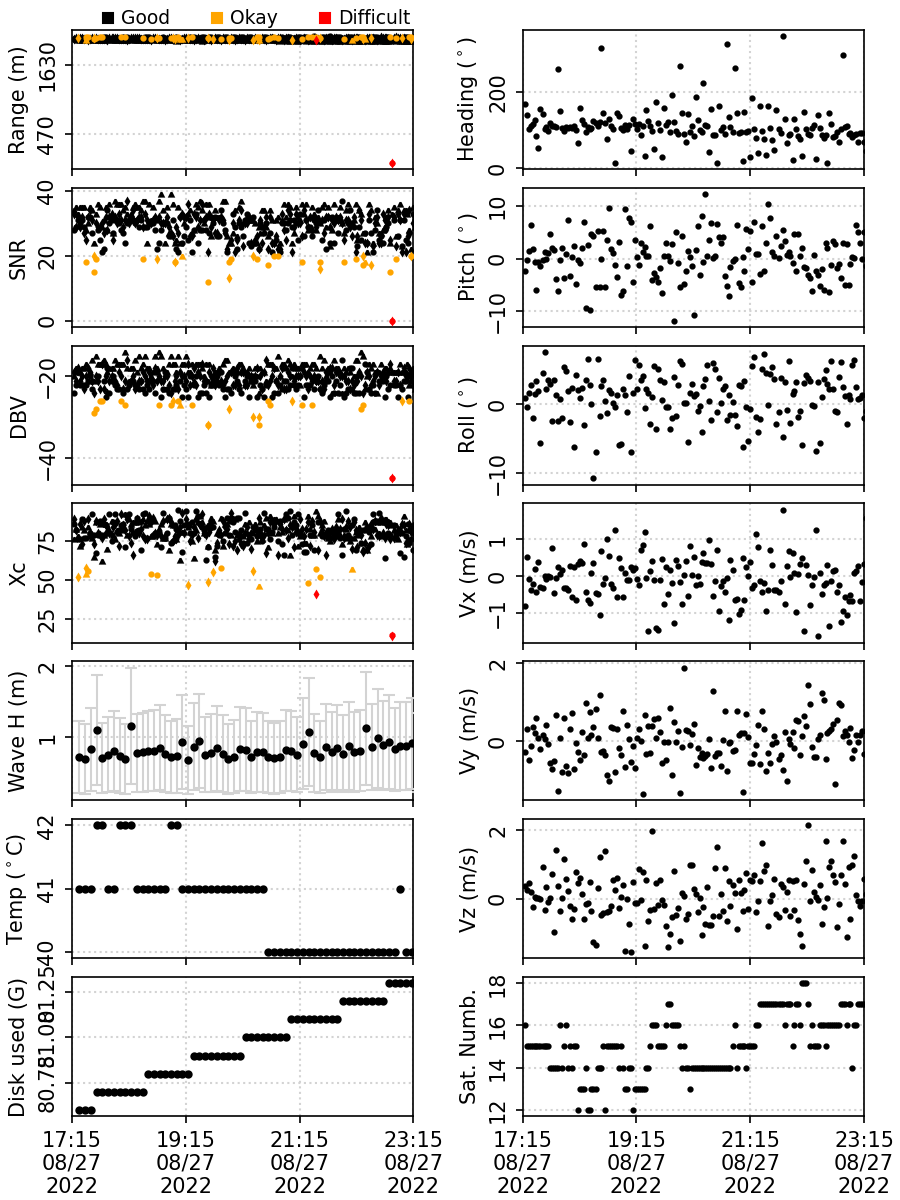 Good Okay Difficult
Range (m)
1630
470
Heading (°)
200
0
SNR
40
20
0
Pitch (°)
10
0
−10
DBV
−20
−40
Roll (°)
0
−10
Xc
75
50
25
Vx (m/s)
1
0
−1
Wave H (m)
2
1
Vy (m/s)
2
0
Temp (°C)
42
41
40
Vz (m/s)
2
0
Disk used (G)
81.25
81.00
80.75
Sat. Numb.
18
16
14
12
17:15 19:15 21:15 23:15 17:15 19:15 21:15 23:15
08/27 08/27 08/27 08/27 08/27 08/27 08/27 08/27
2022 2022 2022 2022 2022 2022 2022 2022